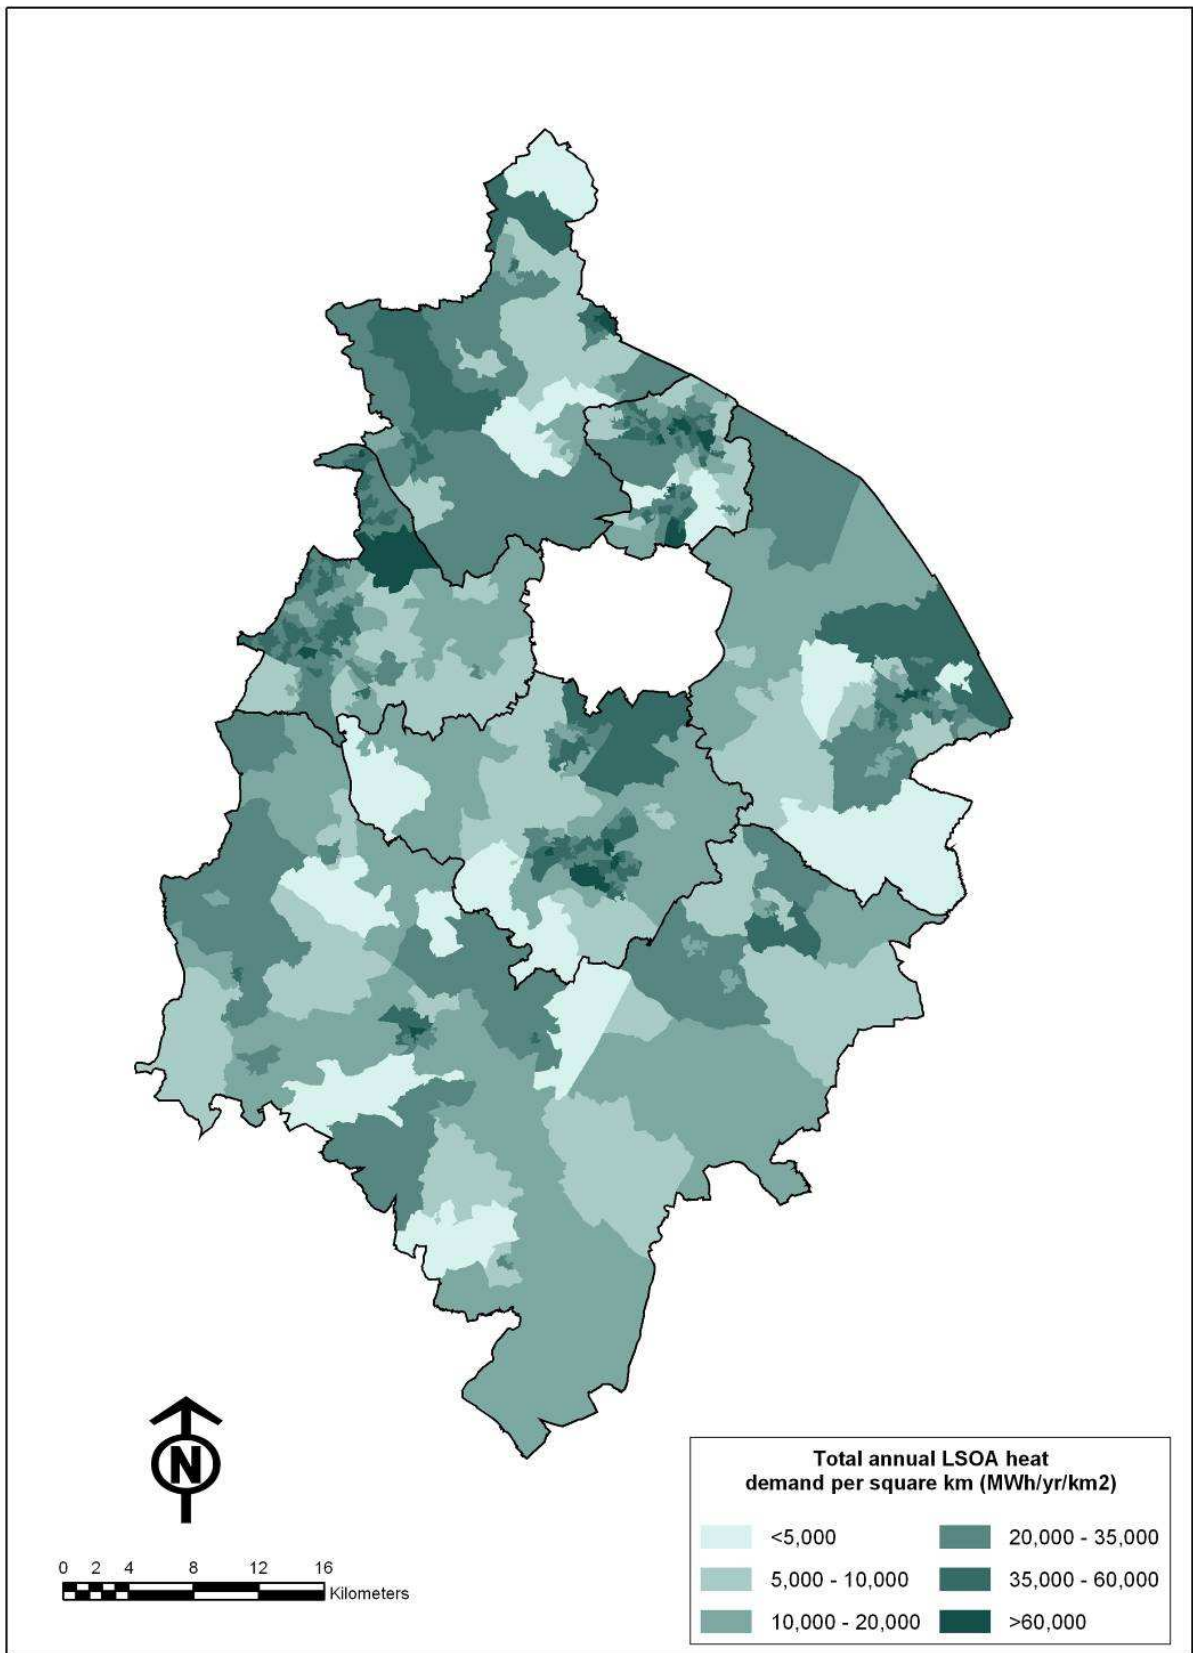 N
0 2 4 8 12 16
Kilometers
Total annual LSOA heat
demand per square km (MWh/yr/km2)
<5,000
5,000 - 10,000
10,000 - 20,000
20,000 - 35,000
35,000 - 60,000
>60,000